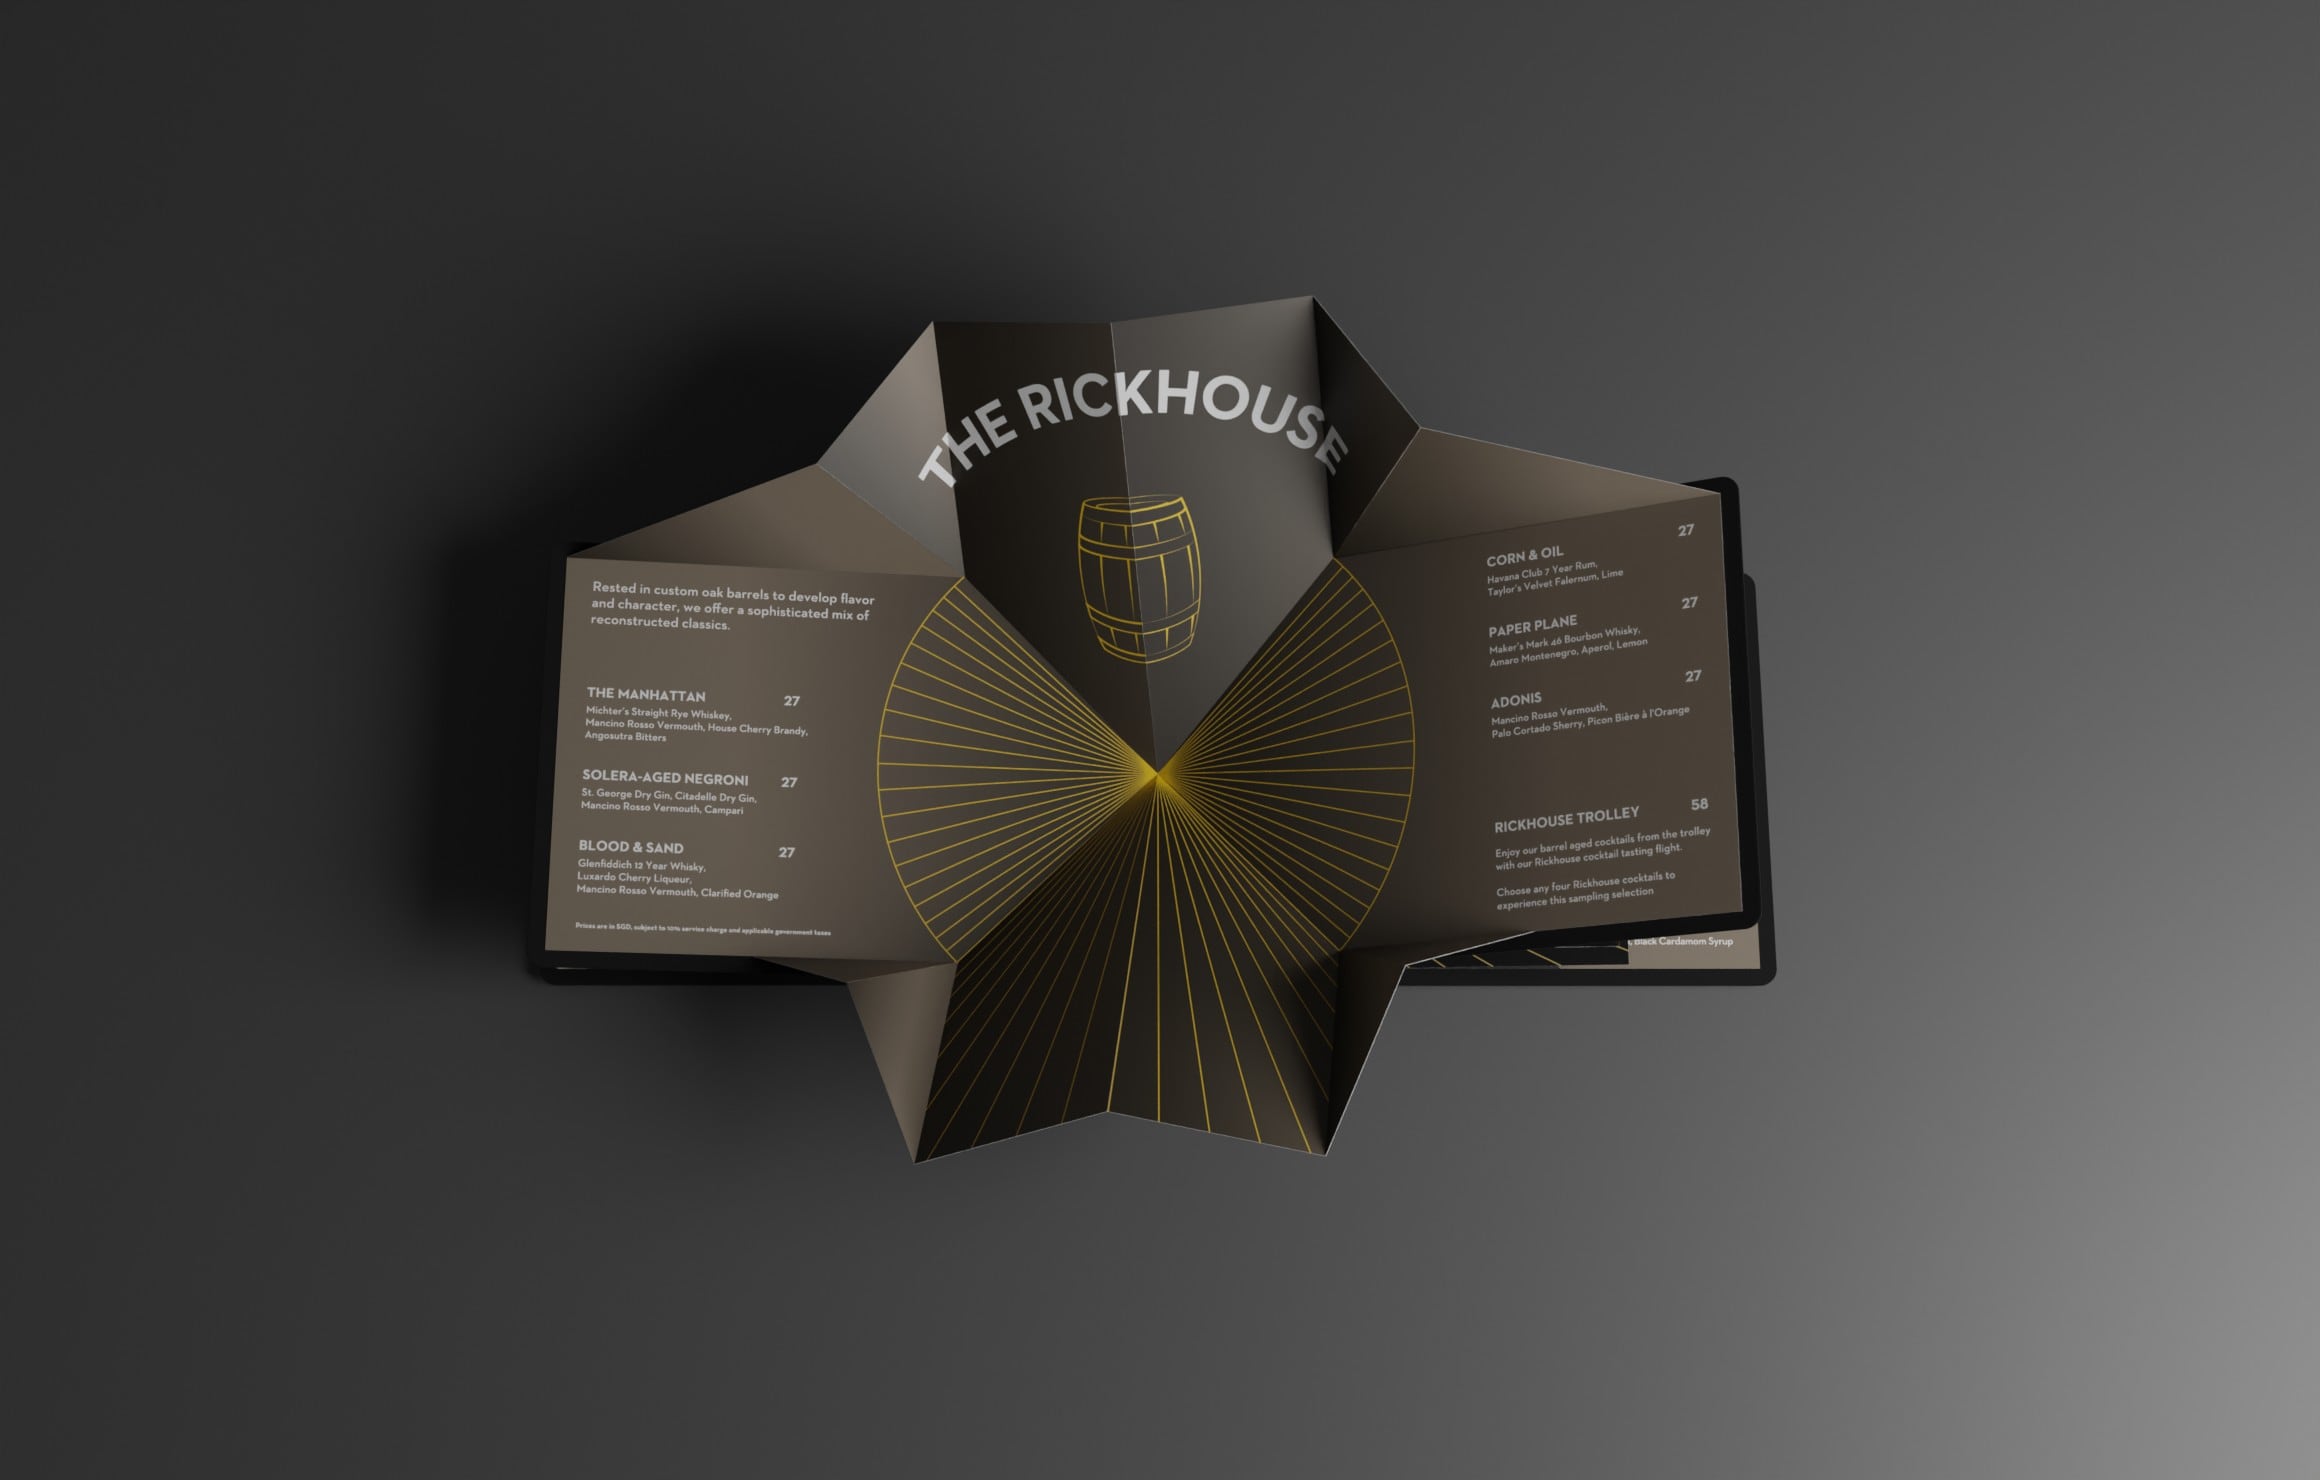 THE RICKHOUSE
Rested in custom oak barrels to develop flavor
and character, we offer a sophisticated mix of
reconstructed classics.
THE MANHATTAN 27
Michter's Straight Rye Whiskey,
Mancino Rosso Vermouth, House Cherry Brandy,
Angosutra Bitters
SOLERA-AGED NEGRONI 27
St. George Dry Gin, Citadelle Dry Gin,
Mancino Rosso Vermouth, Campari
BLOOD & SAND 27
Glenfiddich 12 Year Whisky,
Luxardo Cherry Liqueur,
Mancino Rosso Vermouth, Clarified Orange
Prices are in SGD, subject to 10% service charge and applicable government taxes
CORN & OIL 27
Havana Club 7 Year Rum,
Taylor's Velvet Falernum, Lime
PAPER PLANE 27
Maker's Mark 46 Bourbon Whisky,
Amaro Montenegro, Aperol, Lemon
ADONIS 27
Mancino Rosso Vermouth,
Palo Cortado Sherry, Picon Bière à l'Orange
RICKHOUSE TROLLEY 58
Enjoy our barrel aged cocktails from the trolley
with our Rickhouse cocktail tasting flight.
Choose any four Rickhouse cocktails to
experience this sampling selection
Black Cardamom Syrup